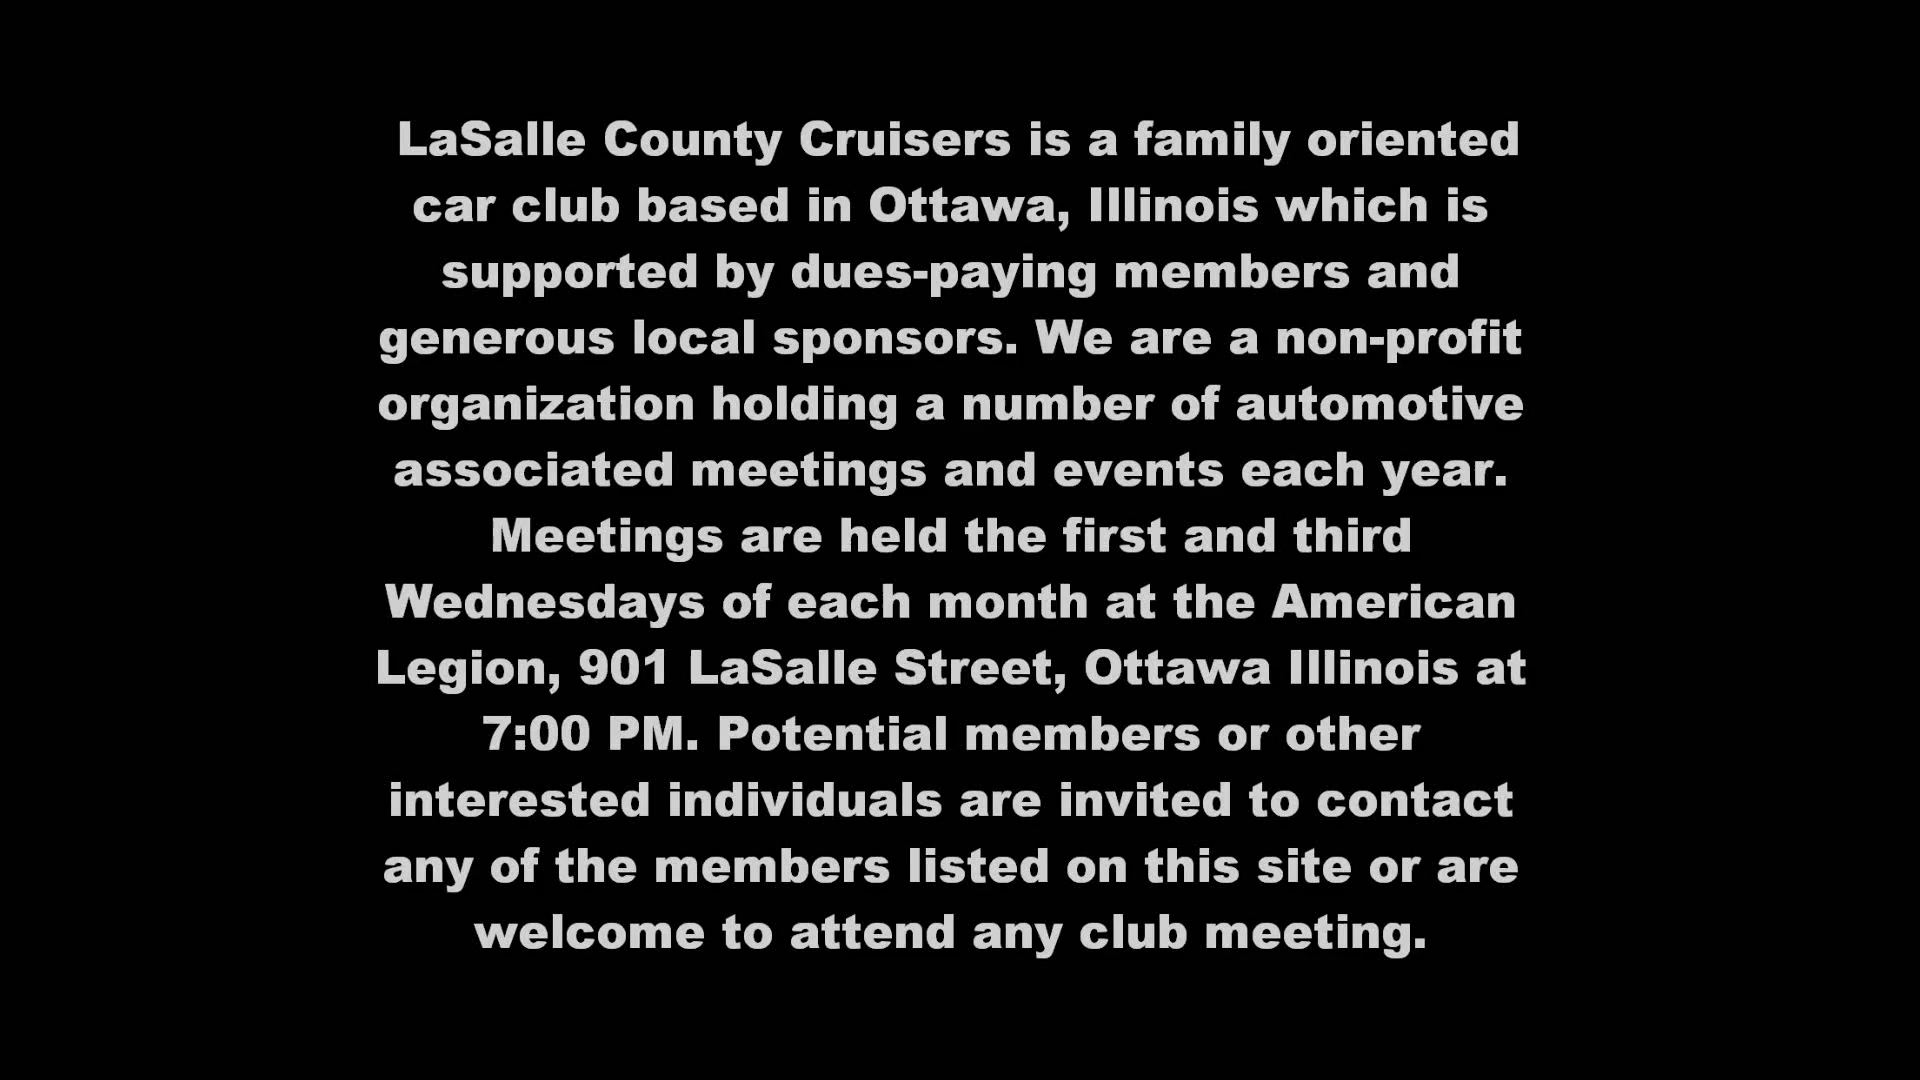 LaSalle County Cruisers is a family oriented
car club based in Ottawa, Illinois which is
supported by dues-paying members and
generous local sponsors. We are a non-profit
organization holding a number of automotive
associated meetings and events each year.
Meetings are held the first and third
Wednesdays of each month at the American
Legion, 901 LaSalle Street, Ottawa Illinois at
7:00 PM. Potential members or other
interested individuals are invited to contact
any of the members listed on this site or are
welcome to attend any club meeting.